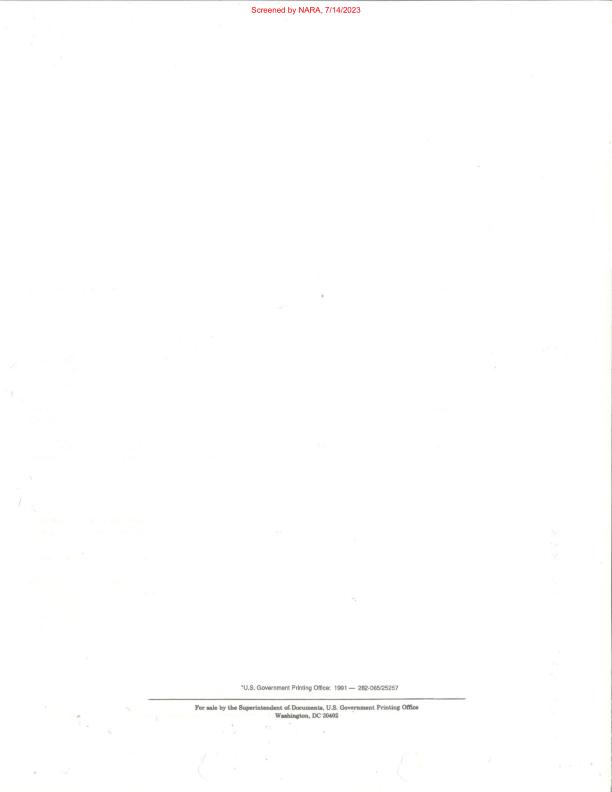 Screened by NARA, 7/14/2023
*U.S. Government Printing Office: 1991 — 282-065/25257
For sale by the Superintendent of Documents, U.S. Government Printing Office
Washington, DC 20402